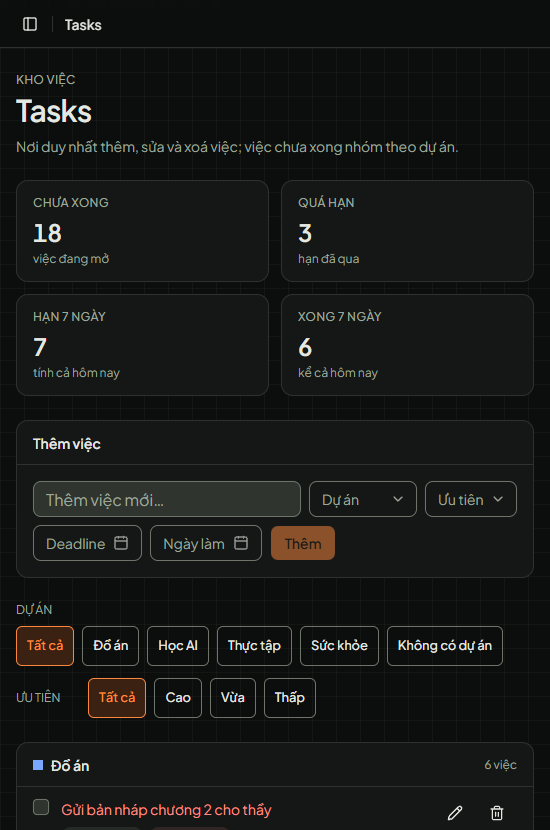 Tasks
KHO VIỆC
Tasks
Nơi duy nhất thêm, sửa và xoá việc; việc chưa xong nhóm theo dự án.
CHƯA XONG
18
việc đang mở
QUÁ HẠN
3
hạn đã qua
HẠN 7 NGÀY
7
tính cả hôm nay
XONG 7 NGÀY
6
kể cả hôm nay
Thêm việc
Thêm việc mới...
Dự án
Ưu tiên
Deadline
Ngày làm
Thêm
DỰ ÁN
Tất cả
Đồ án
Học AI
Thực tập
Sức khỏe
Không có dự án
ƯU TIÊN
Tất cả
Cao
Vừa
Thấp
Đồ án
6 việc
Gửi bản nháp chương 2 cho thầy